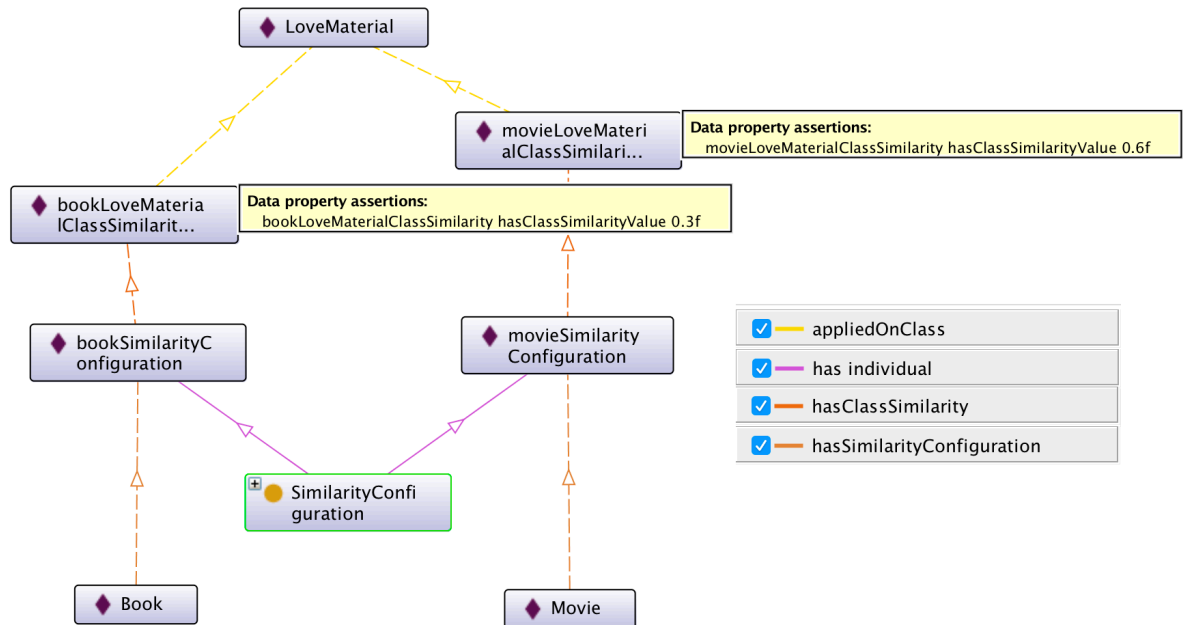 LoveMaterial
movieLoveMateri
alClassSimilari...
Data property assertions:
movieLoveMaterialClassSimilarity hasClassSimilarityValue 0.6f
bookLoveMateria
lClassSimilarit...
Data property assertions:
bookLoveMaterialClassSimilarity hasClassSimilarityValue 0.3f
bookSimilarityC
onfiguration
movieSimilarity
Configuration
appliedOnClass
has individual
hasClassSimilarity
hasSimilarityConfiguration
SimilarityConfi
guration
Book
Movie